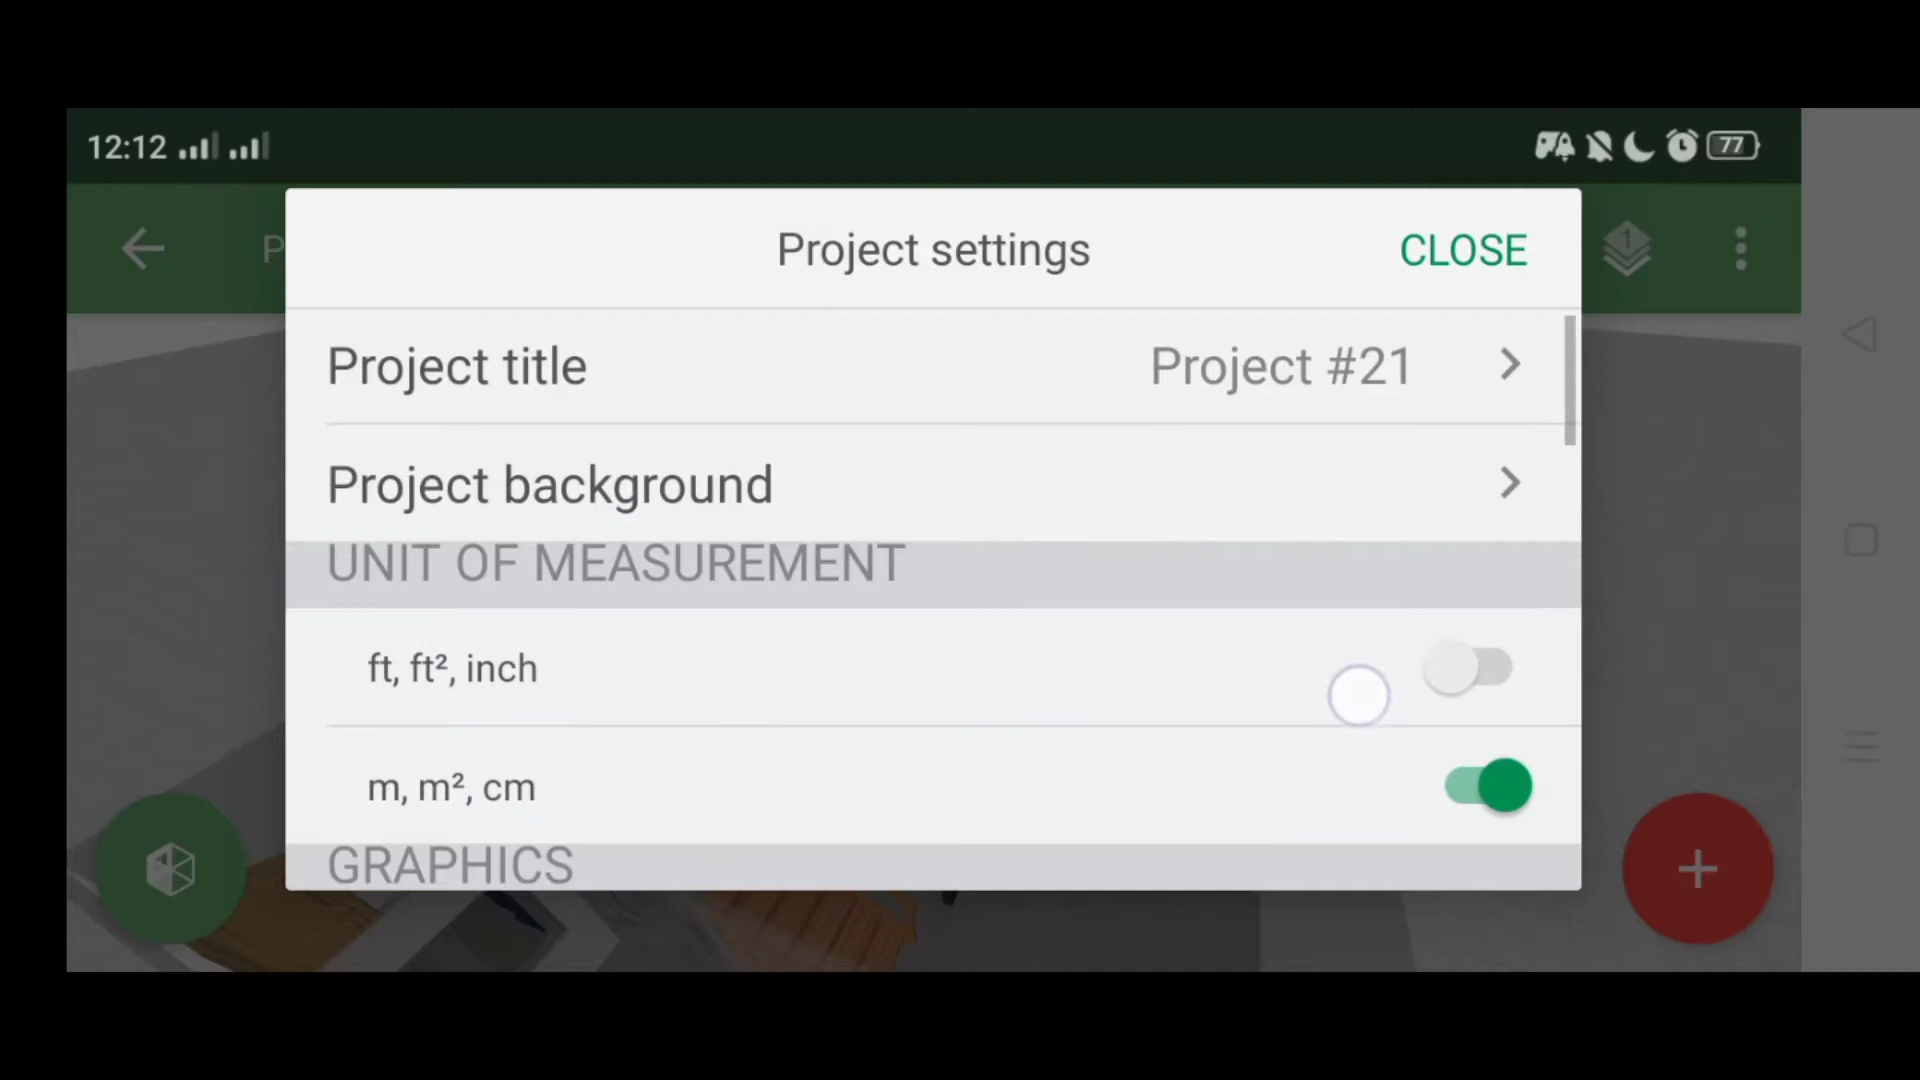 12:12
77
P
Project settings
CLOSE
1
Project title
Project #21
Project background
UNIT OF MEASUREMENT
ft, ft², inch
m, m², cm
GRAPHICS